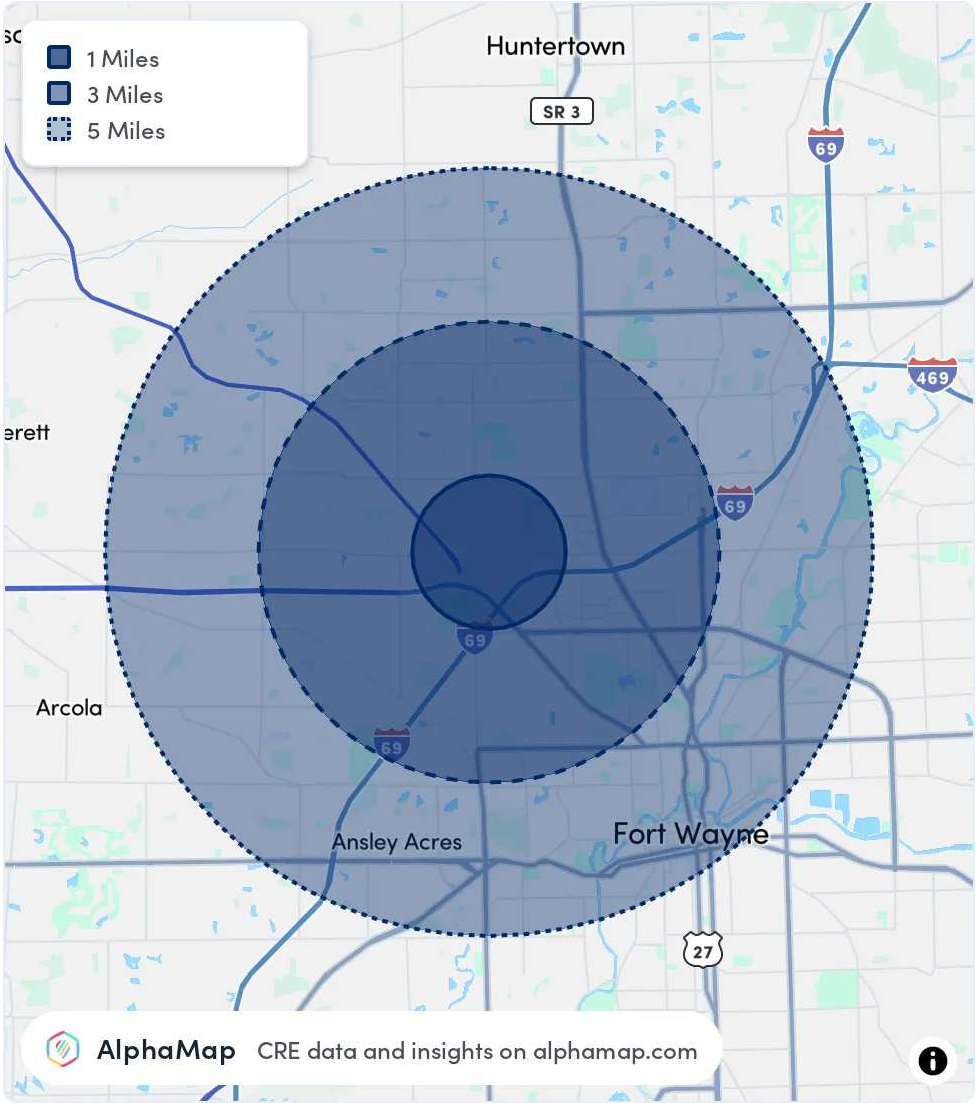 Huntertown
1 Miles
3 Miles
5 Miles
SR 3
69
469
erett
69
69
Arcola
69
Ansley Acres
Fort Wayne
27
AlphaMap CRE data and insights on alphamap.com